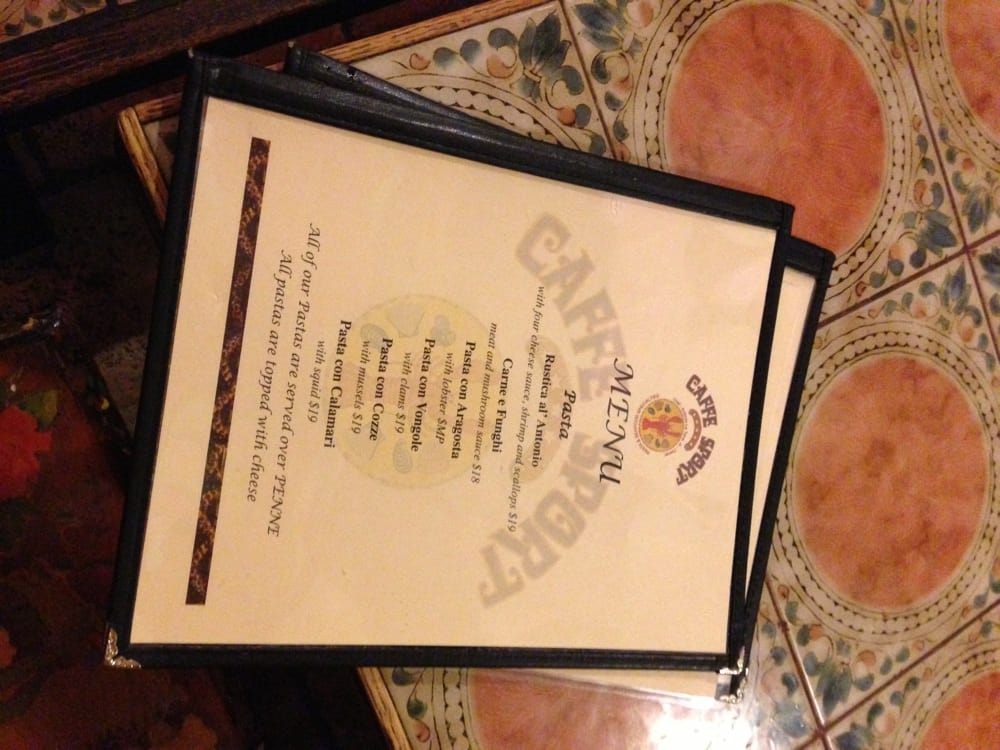 CAFFE SPORT
MENU
Pasta
Rustica al' Antonio
with four cheese sauce, shrimp and scallops $19
Carne e Funghi
meat and mushroom sauce $18
Pasta con Aragosta
with lobster $MP
Pasta con Vongole
with clams $19
Pasta con Cozze
with mussels $19
Pasta con Calamari
with squid $19
All of our Pastas are served over PENNE
All pastas are topped with cheese
CAFFE SPORT